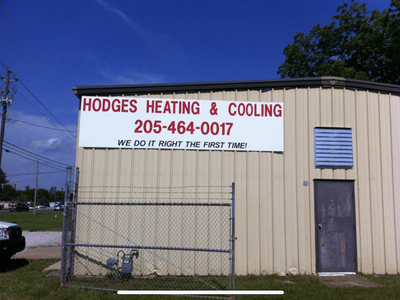 HODGES HEATING & COOLING
205-464-0017
WE DO IT RIGHT THE FIRST TIME!